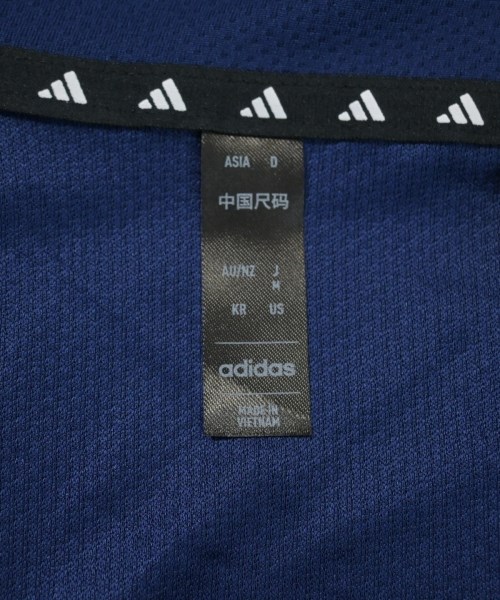 ASIA D
中国尺码
AU/NZ J
M
KR US
adidas
MADE IN
VIETNAM